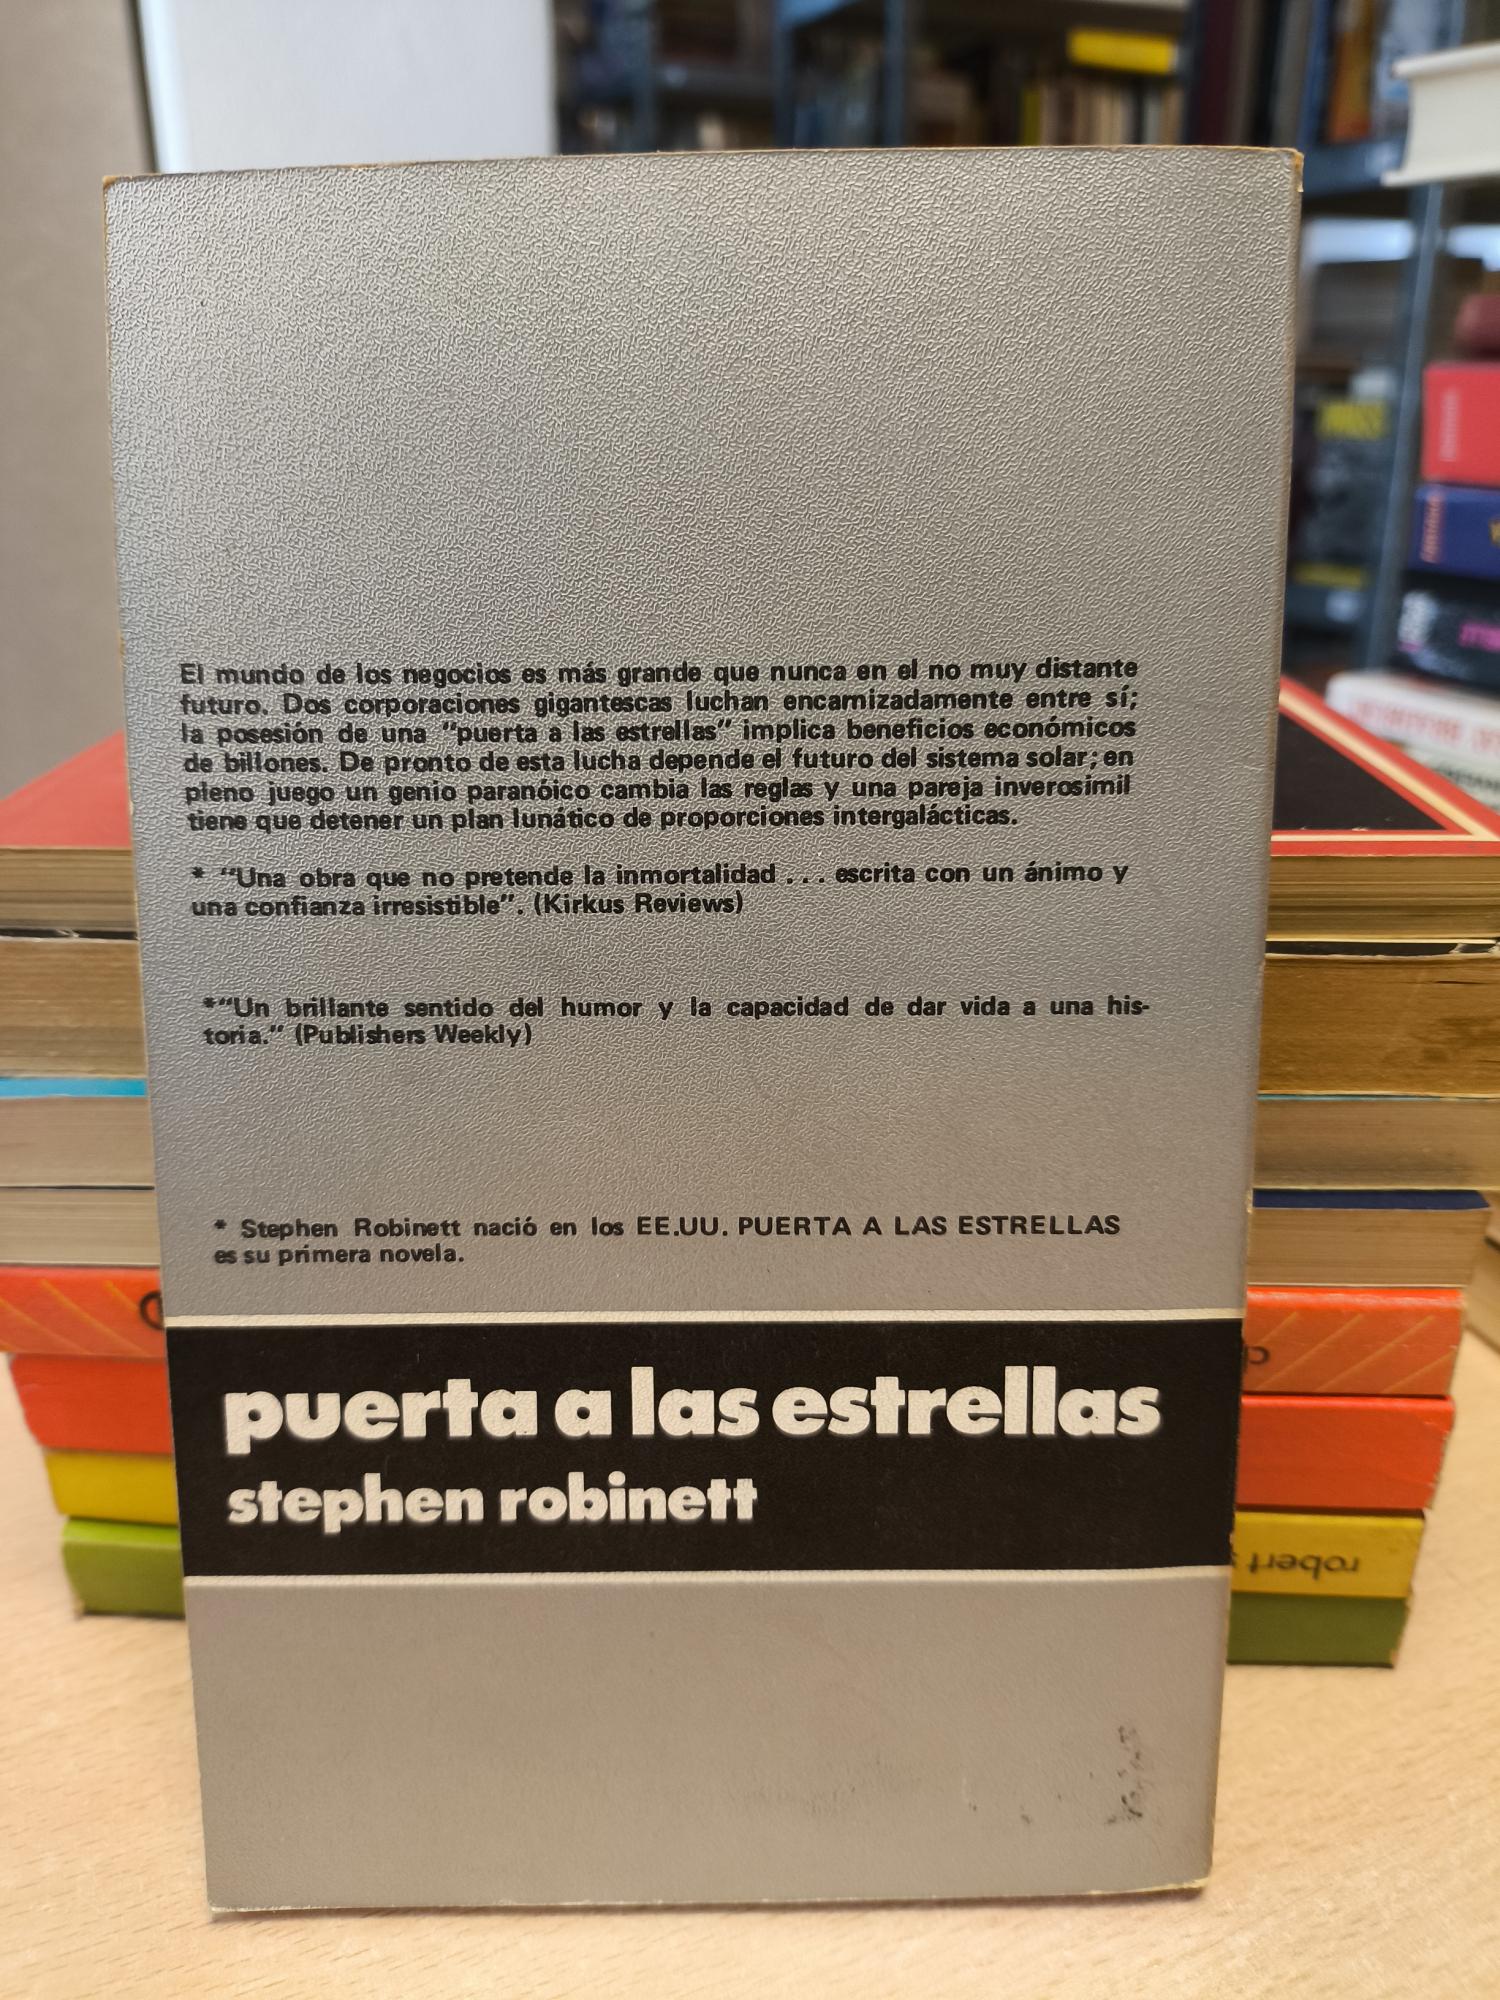 El mundo de los negocios es más grande que nunca en el no muy distante
futuro. Dos corporaciones gigantescas luchan encarnizadamente entre sí;
la posesión de una "puerta a las estrellas" implica beneficios económicos
de billones. De pronto de esta lucha depende el futuro del sistema solar; en
pleno juego un genio paranóico cambia las reglas y una pareja inverosímil
tiene que detener un plan lunático de proporciones intergalácticas.
* "Una obra que no pretende la inmortalidad . . . escrita con un ánimo y
una confianza irresistible". (Kirkus Reviews)
*"Un brillante sentido del humor y la capacidad de dar vida a una his-
toria." (Publishers Weekly)
* Stephen Robinett nació en los EE.UU. PUERTA A LAS ESTRELLAS
es su primera novela.
puerta a las estrellas
stephen robinett
robert